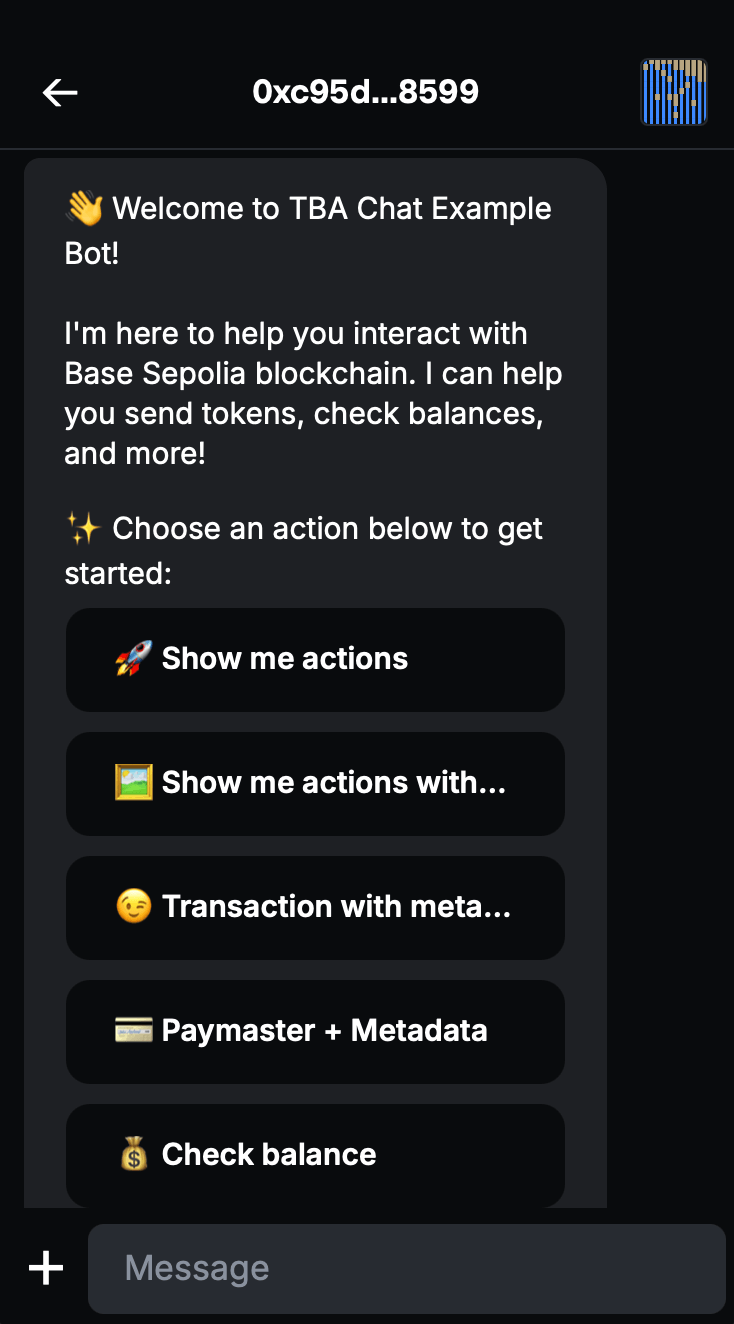 0xc95d...8599
👋 Welcome to TBA Chat Example
Bot!
I'm here to help you interact with
Base Sepolia blockchain. I can help
you send tokens, check balances,
and more!
✨ Choose an action below to get
started:
🚀 Show me actions
🖼️ Show me actions with...
😉 Transaction with meta...
💳 Paymaster + Metadata
💰 Check balance
Message